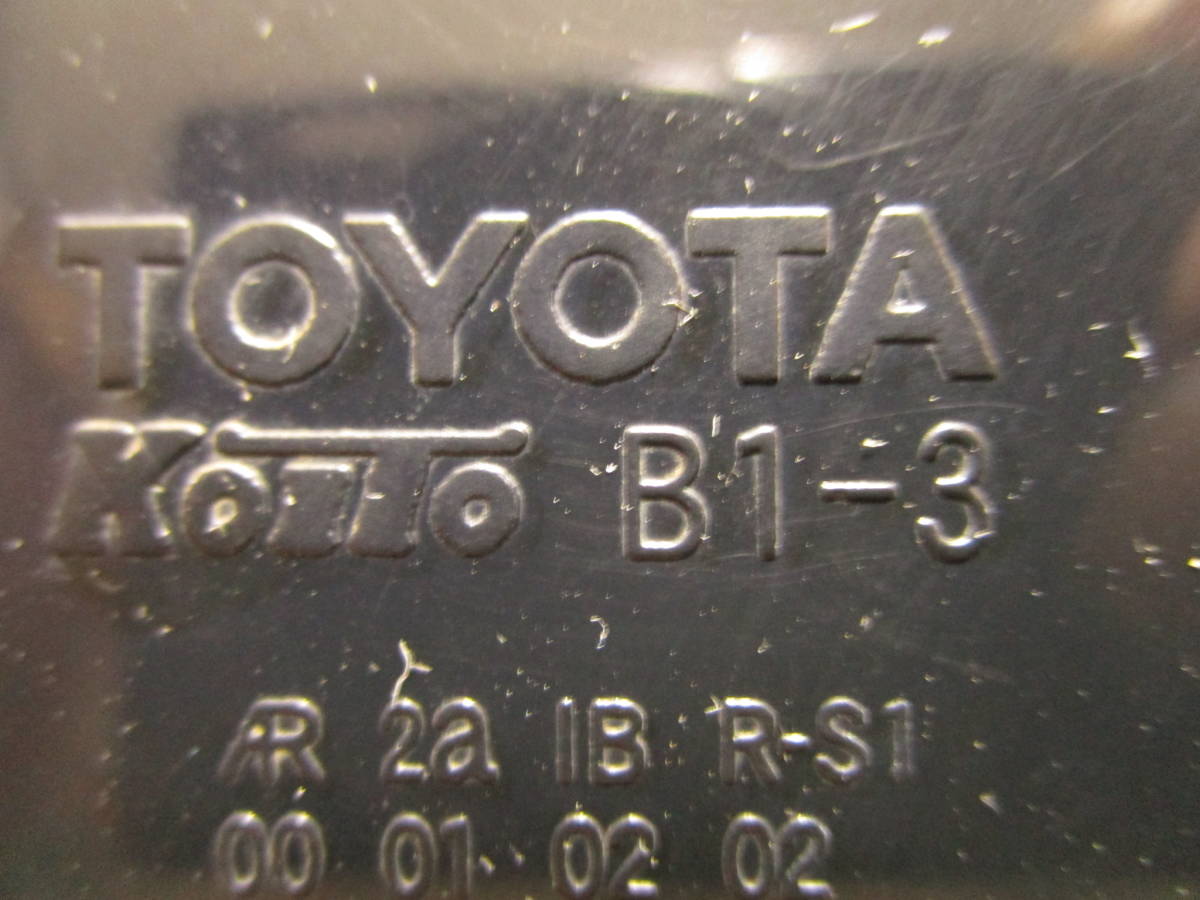 TOYOTA
KOITO B1-3
AR 2a IB R-S1
00 01 02 02